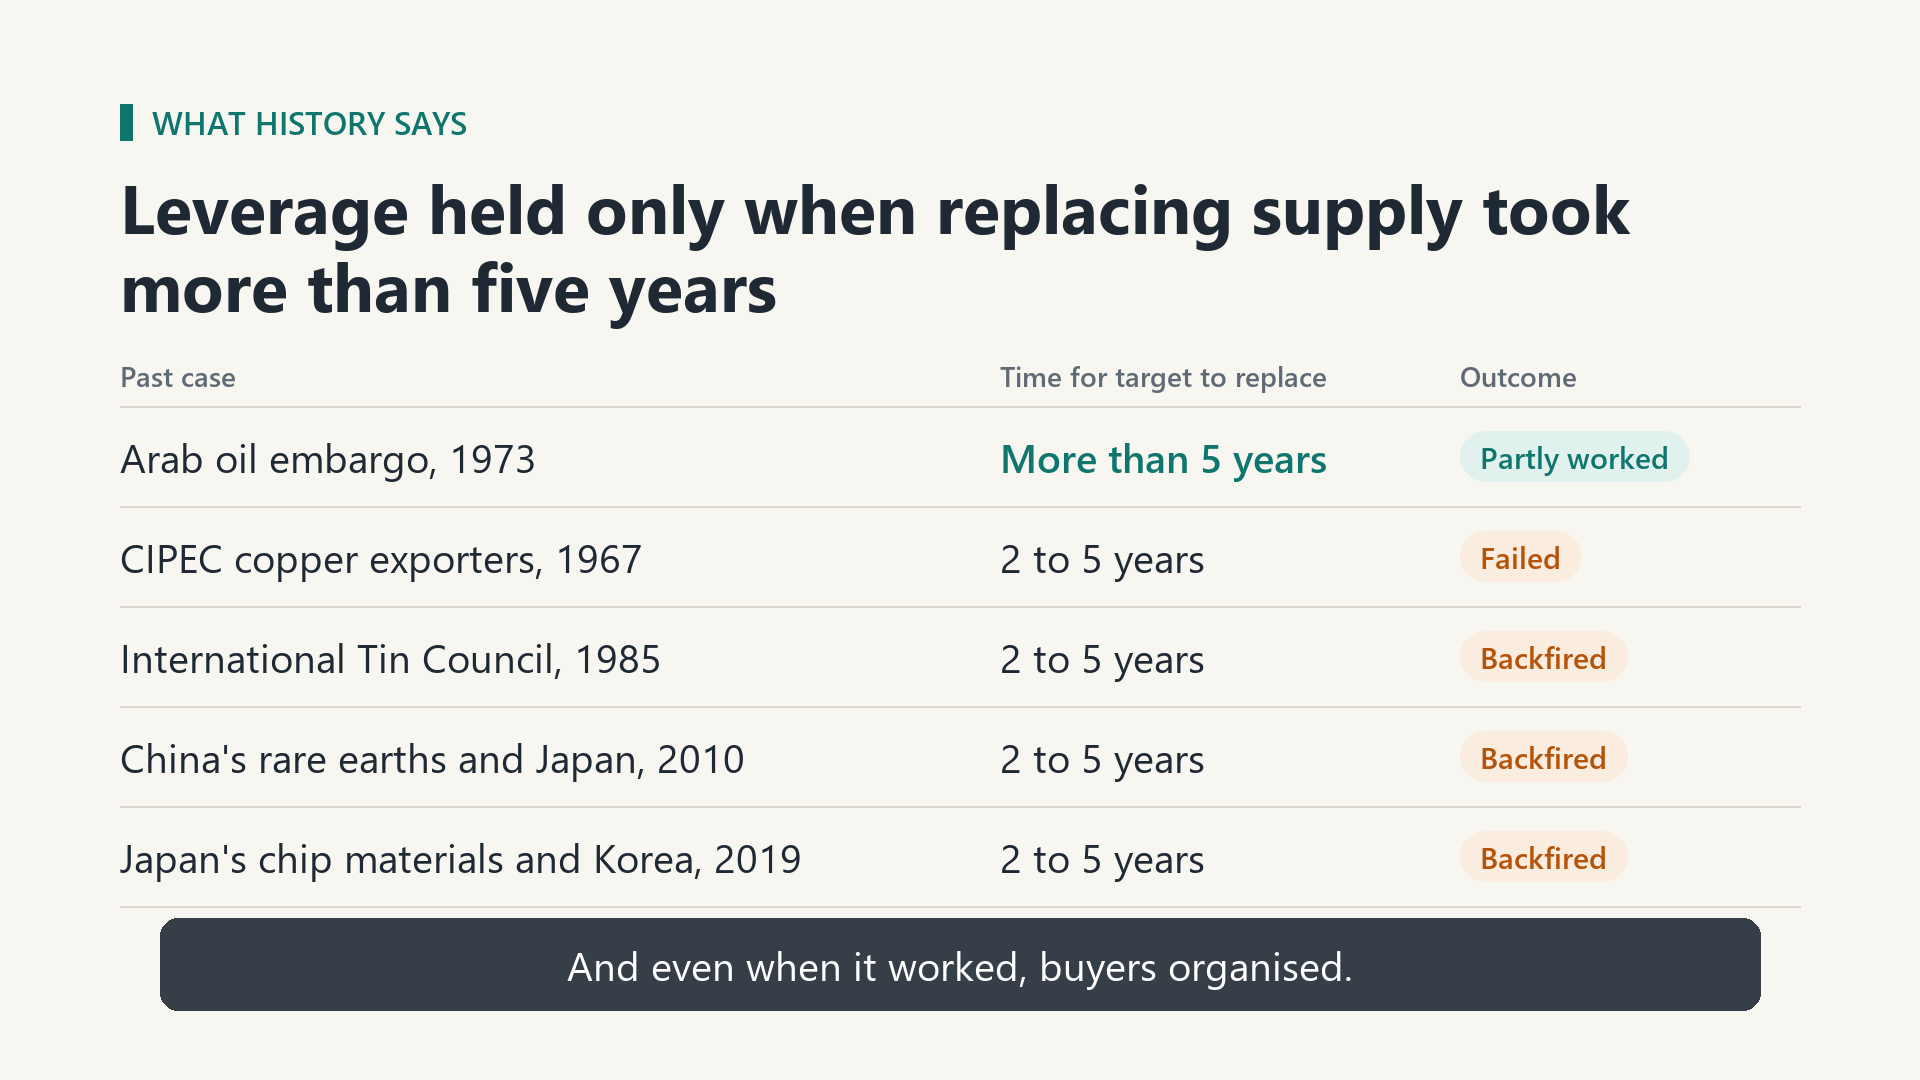 WHAT HISTORY SAYS
Leverage held only when replacing supply took
more than five years
Past case Time for target to replace Outcome
Arab oil embargo, 1973 More than 5 years Partly worked
CIPEC copper exporters, 1967 2 to 5 years Failed
International Tin Council, 1985 2 to 5 years Backfired
China's rare earths and Japan, 2010 2 to 5 years Backfired
Japan's chip materials and Korea, 2019 2 to 5 years Backfired
And even when it worked, buyers organised.